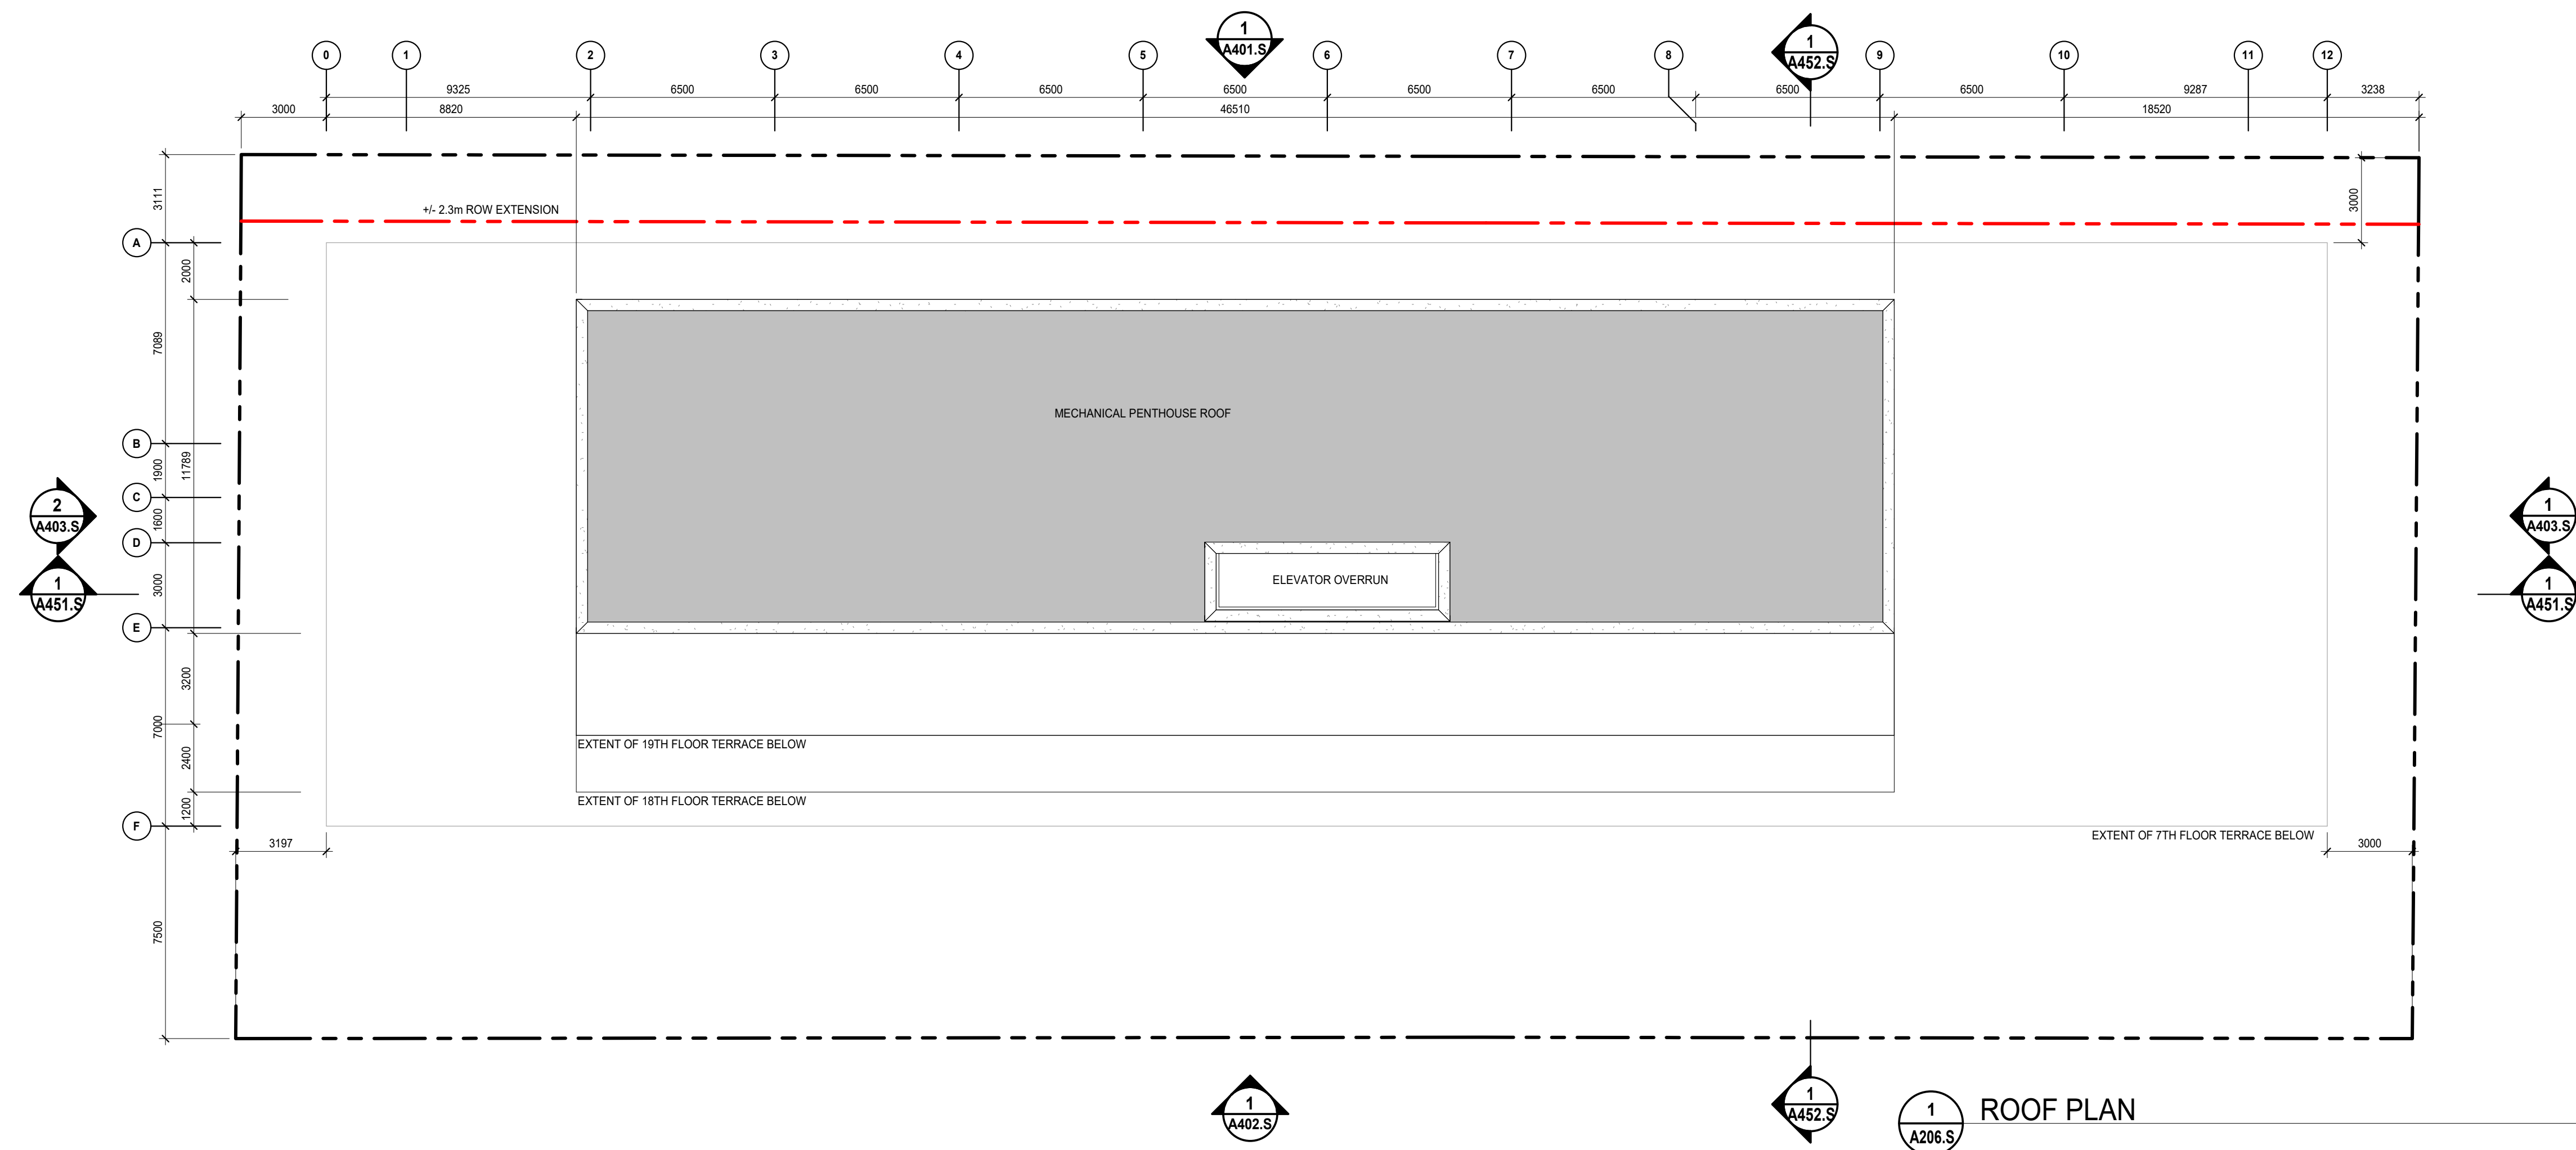 1
A401.S
1
A452.S
0 1 2 3 4 5 6 7 8 9 10 11 12
9325 6500 6500 6500 6500 6500 6500 6500 6500 9287 3238
3000 8820 46510 18520
3111
+/- 2.3m ROW EXTENSION
3000
A
2000
7089
MECHANICAL PENTHOUSE ROOF
B
1900
11789
C
2
A403.S
1
A403.S
1600
D
3000
ELEVATOR OVERRUN
1
A451.S
1
A451.S
E
3200
7000
EXTENT OF 19TH FLOOR TERRACE BELOW
2400
EXTENT OF 18TH FLOOR TERRACE BELOW
1200
F
EXTENT OF 7TH FLOOR TERRACE BELOW
3197
3000
7500
1
A402.S
1
A452.S
1
A206.S
ROOF PLAN